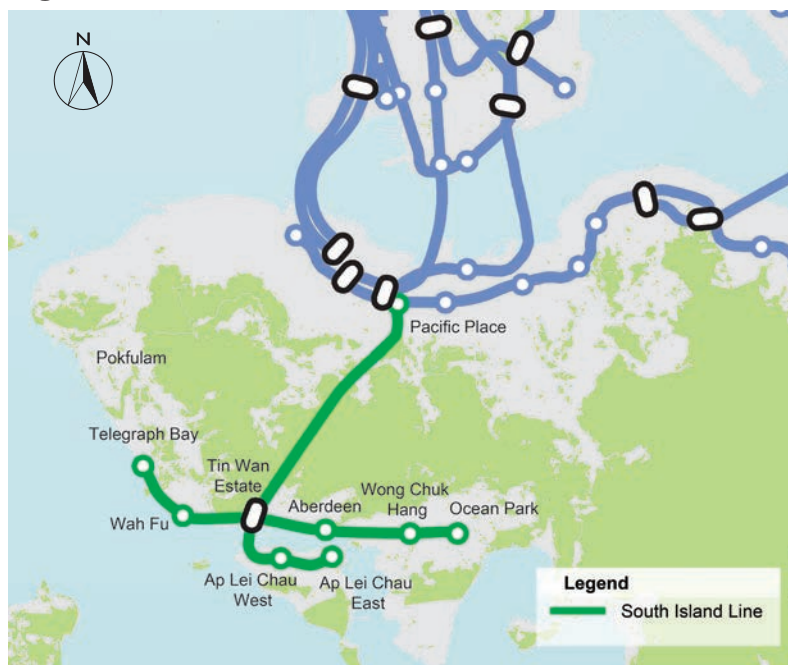 N
Pacific Place
Pokfulam
Telegraph Bay
Tin Wan
Estate
Wah Fu
Aberdeen
Wong Chuk
Hang
Ocean Park
Ap Lei Chau
West
Ap Lei Chau
East
Legend
South Island Line